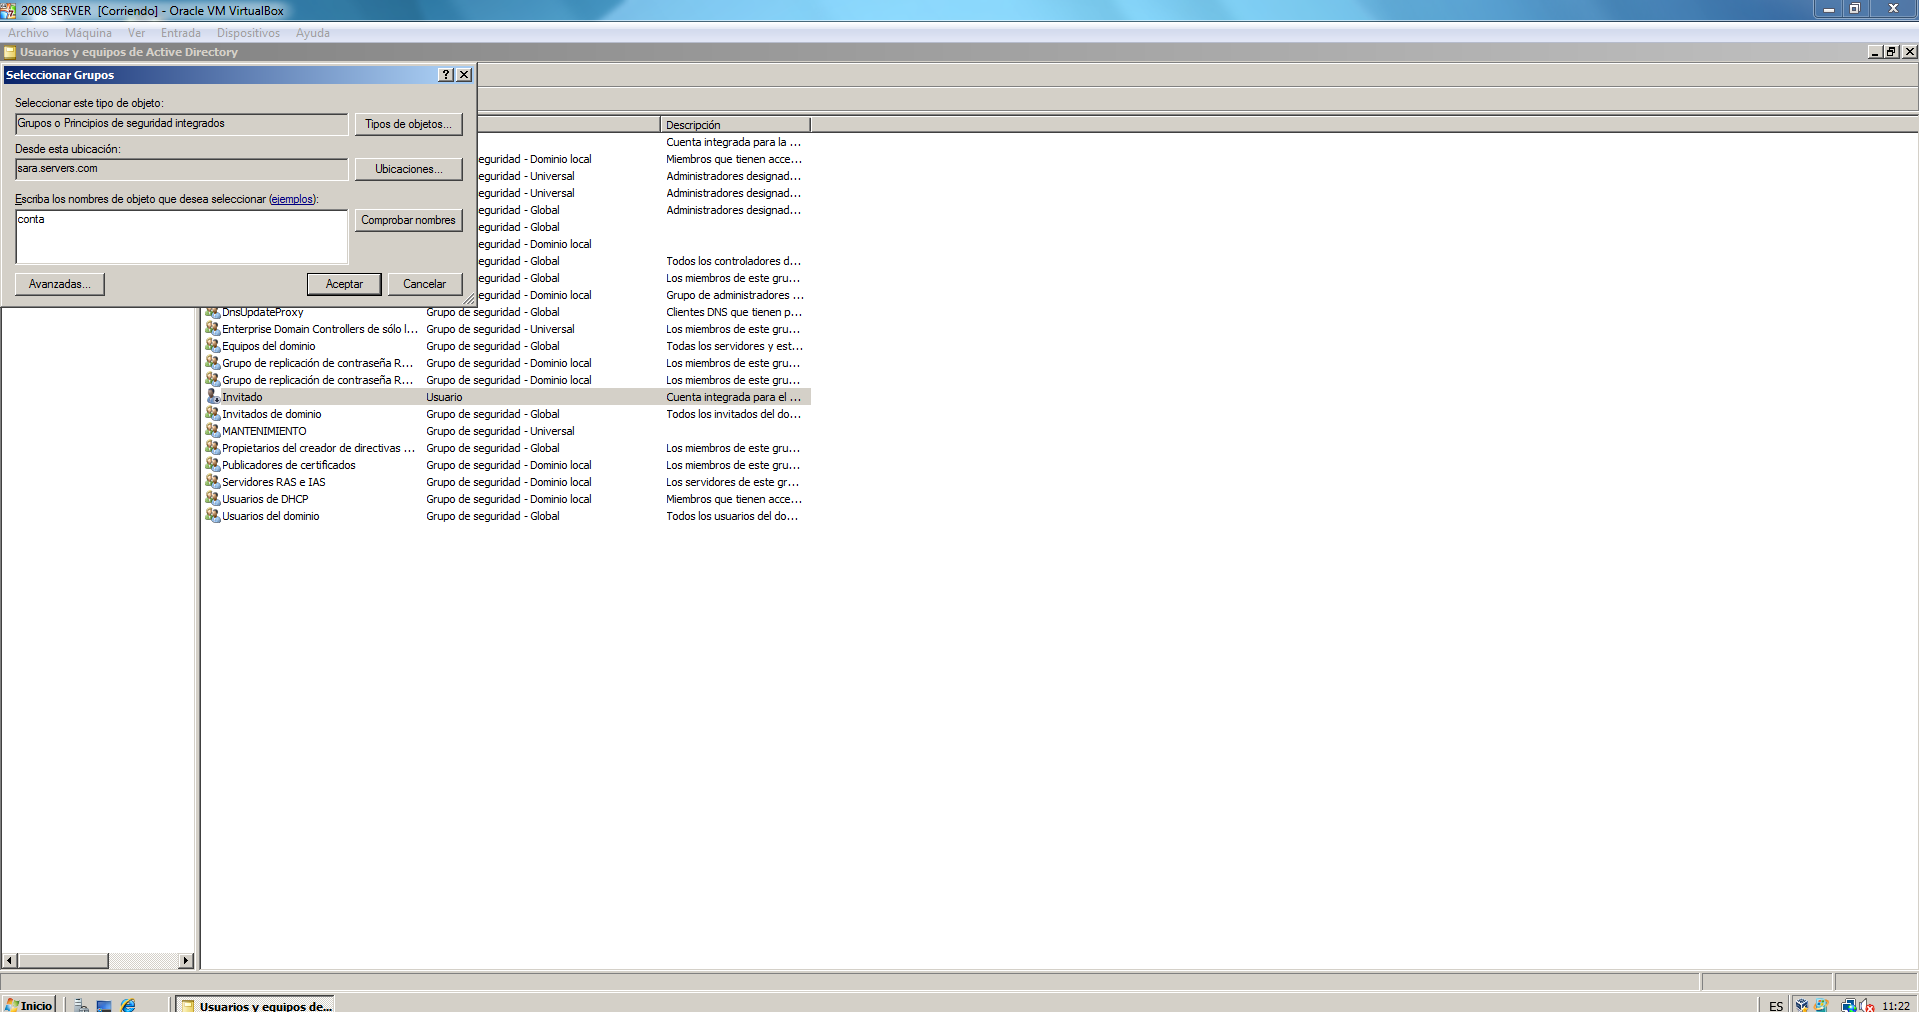 2008 SERVER [Corriendo] - Oracle VM VirtualBox
Archivo Máquina Ver Entrada Dispositivos Ayuda
Usuarios y equipos de Active Directory
Seleccionar Grupos
Seleccionar este tipo de objeto:
Grupos o Principios de seguridad integrados
Tipos de objetos...
Desde esta ubicación:
sara.servers.com
Ubicaciones...
Escriba los nombres de objeto que desea seleccionar (ejemplos):
conta
Comprobar nombres
Avanzadas...
Aceptar
Cancelar
Descripción
Cuenta integrada para la ...
eguridad - Dominio local Miembros que tienen acce...
eguridad - Universal Administradores designad...
eguridad - Universal Administradores designad...
eguridad - Global Administradores designad...
eguridad - Global
eguridad - Dominio local
eguridad - Global Todos los controladores d...
eguridad - Global Los miembros de este gru...
eguridad - Dominio local Grupo de administradores ...
DnsUpdateProxy Grupo de seguridad - Global Clientes DNS que tienen p...
Enterprise Domain Controllers de sólo l... Grupo de seguridad - Universal Los miembros de este gru...
Equipos del dominio Grupo de seguridad - Global Todas los servidores y est...
Grupo de replicación de contraseña R... Grupo de seguridad - Dominio local Los miembros de este gru...
Grupo de replicación de contraseña R... Grupo de seguridad - Dominio local Los miembros de este gru...
Invitado Usuario Cuenta integrada para el ...
Invitados de dominio Grupo de seguridad - Global Todos los invitados del do...
MANTENIMIENTO Grupo de seguridad - Universal
Propietarios del creador de directivas ... Grupo de seguridad - Global Los miembros de este gru...
Publicadores de certificados Grupo de seguridad - Dominio local Los miembros de este gru...
Servidores RAS e IAS Grupo de seguridad - Dominio local Los servidores de este gr...
Usuarios de DHCP Grupo de seguridad - Dominio local Miembros que tienen acce...
Usuarios del dominio Grupo de seguridad - Global Todos los usuarios del do...
Inicio Usuarios y equipos de... ES 11:22